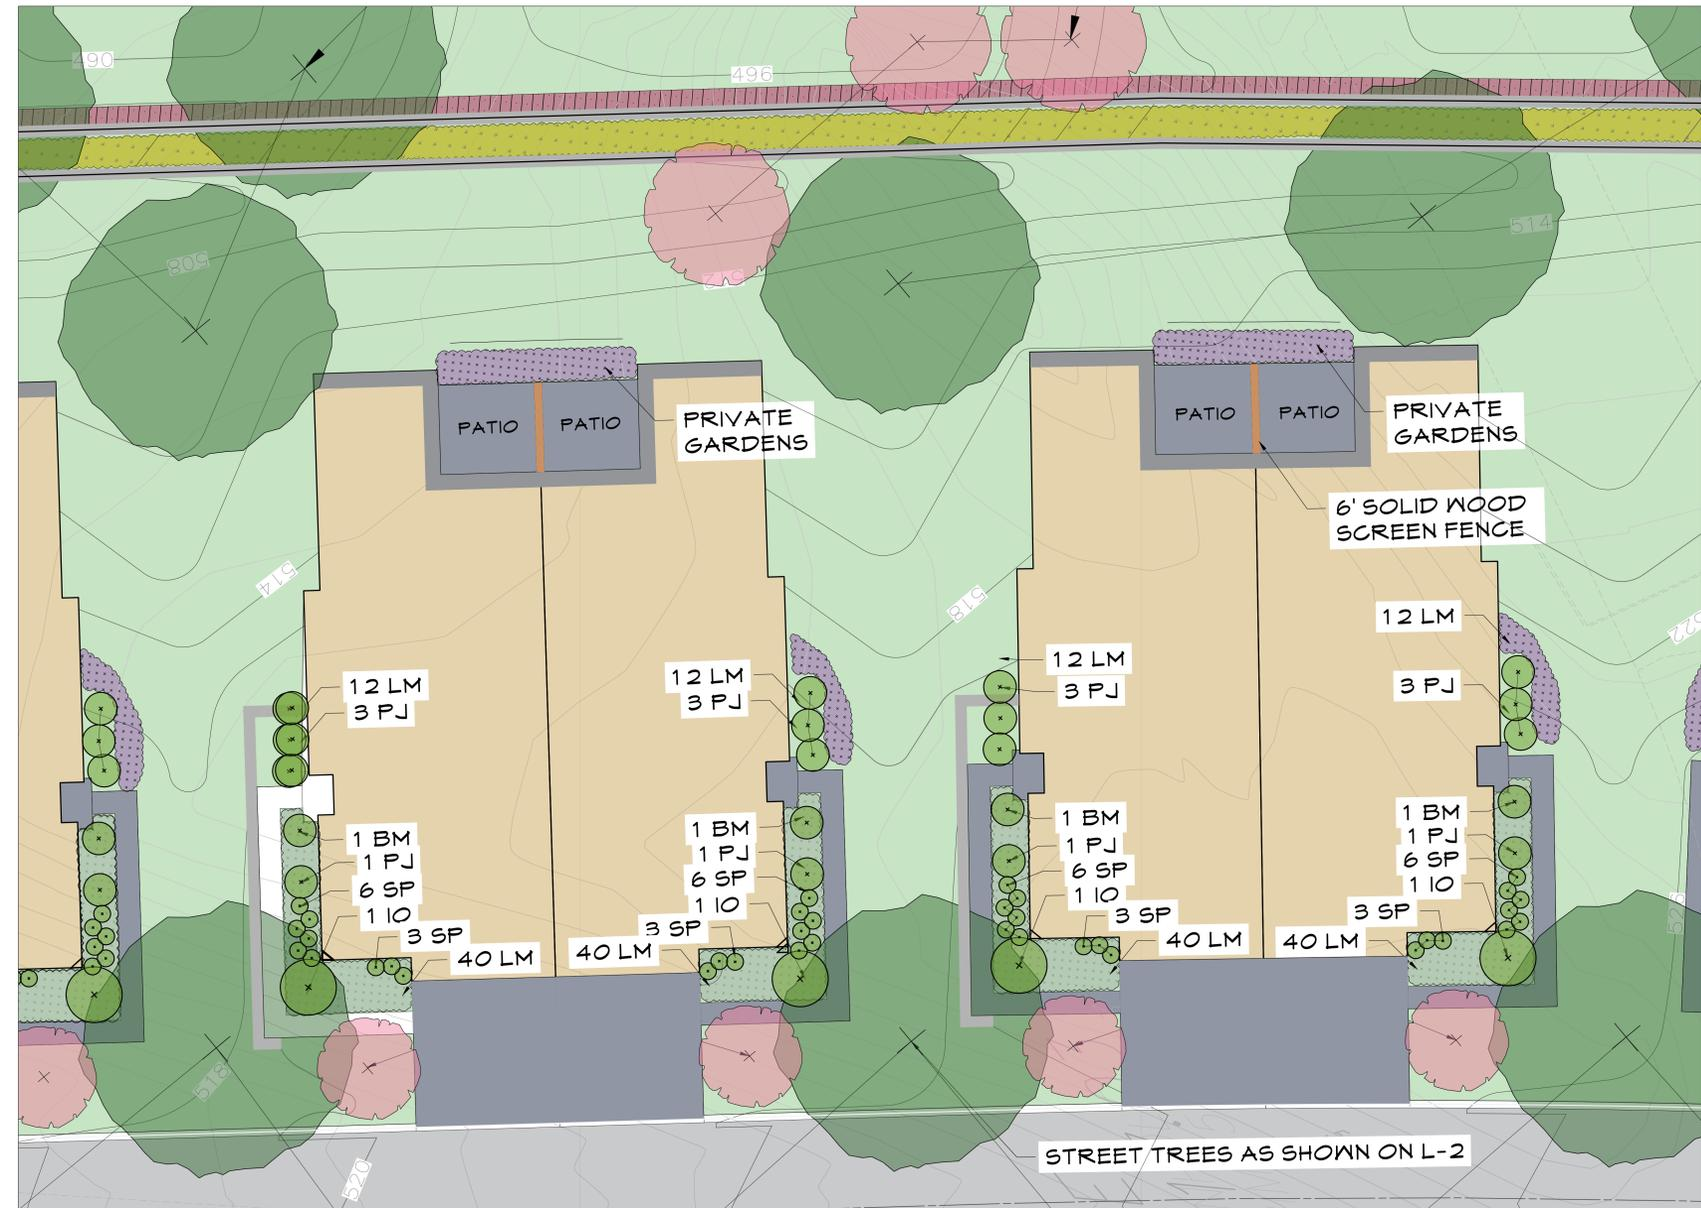 490
496
514
508
512
PATIO
PATIO
PRIVATE
GARDENS
PATIO
PATIO
PRIVATE
GARDENS
6' SOLID WOOD
SCREEN FENCE
514
518
522
12 LM
3 PJ
12 LM
3 PJ
12 LM
3 PJ
12 LM
3 PJ
1 BM
1 PJ
6 SP
1 IO
3 SP
40 LM
1 BM
1 PJ
6 SP
1 IO
3 SP
40 LM
1 BM
1 PJ
6 SP
1 IO
3 SP
40 LM
1 BM
1 PJ
6 SP
1 IO
3 SP
40 LM
526
518
520
STREET TREES AS SHOWN ON L-2